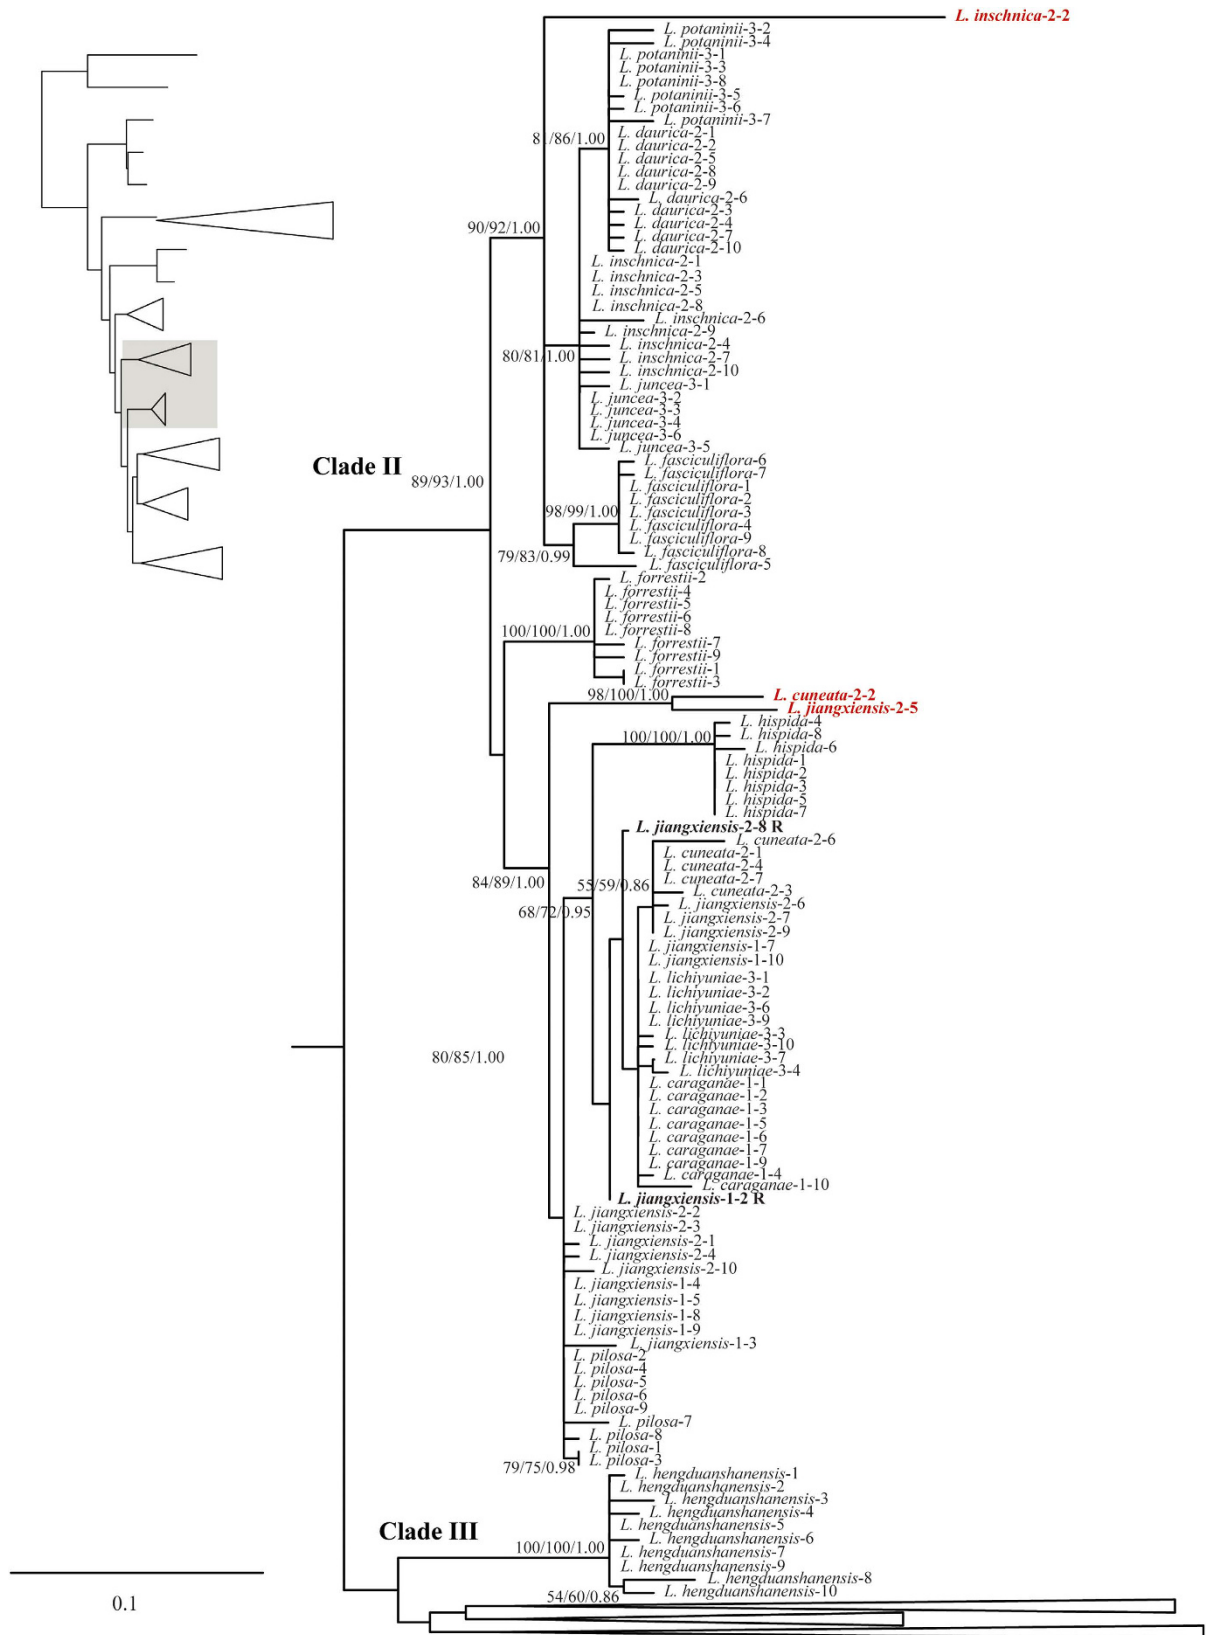 L. inschnica-2-2
L. potaninii-3-2
L. potaninii-3-4
L. potaninii-3-1
L. potaninii-3-3
L. potaninii-3-8
L. potaninii-3-5
L. potaninii-3-6
L. potaninii-3-7
L. daurica-2-1
81/86/1.00
L. daurica-2-2
L. daurica-2-5
L. daurica-2-8
L. daurica-2-9
L. daurica-2-6
L. daurica-2-3
L. daurica-2-4
90/92/1.00
L. daurica-2-7
L. daurica-2-10
L. inschnica-2-1
L. inschnica-2-3
L. inschnica-2-5
L. inschnica-2-8
L. inschnica-2-6
L. inschnica-2-9
L. inschnica-2-4
80/81/1.00
L. inschnica-2-7
L. inschnica-2-10
L. juncea-3-1
L. juncea-3-2
L. juncea-3-3
L. juncea-3-4
L. juncea-3-6
L. juncea-3-5
L. fasciculiflora-6
Clade II
L. fasciculiflora-7
89/93/1.00
L. fasciculiflora-1
L. fasciculiflora-2
98/99/1.00
L. fasciculiflora-3
L. fasciculiflora-4
L. fasciculiflora-9
L. fasciculiflora-8
79/83/0.99
L. fasciculiflora-5
L. forrestii-2
L. forrestii-4
L. forrestii-5
L. forrestii-6
100/100/1.00
L. forrestii-8
L. forrestii-7
L. forrestii-9
L. forrestii-1
L. forrestii-3
98/100/1.00
L. cuneata-2-2
L. jiangxiensis-2-5
L. hispida-4
100/100/1.00
L. hispida-8
L. hispida-6
L. hispida-1
L. hispida-2
L. hispida-3
L. hispida-5
L. hispida-7
L. jiangxiensis-2-8 R
L. cuneata-2-6
L. cuneata-2-1
L. cuneata-2-4
L. cuneata-2-7
84/89/1.00
55/59/0.86
L. cuneata-2-3
L. jiangxiensis-2-6
68/72/0.95
L. jiangxiensis-2-7
L. jiangxiensis-2-9
L. jiangxiensis-1-7
L. jiangxiensis-1-10
L. lichiyuniae-3-1
L. lichiyuniae-3-2
L. lichiyuniae-3-6
L. lichiyuniae-3-9
L. lichiyuniae-3-3
L. lichiyuniae-3-10
80/85/1.00
L. lichiyuniae-3-7
L. lichiyuniae-3-4
L. caraganae-1-1
L. caraganae-1-2
L. caraganae-1-3
L. caraganae-1-5
L. caraganae-1-6
L. caraganae-1-7
L. caraganae-1-9
L. caraganae-1-4
L. caraganae-1-10
L. jiangxiensis-1-2 R
L. jiangxiensis-2-2
L. jiangxiensis-2-3
L. jiangxiensis-2-1
L. jiangxiensis-2-4
L. jiangxiensis-2-10
L. jiangxiensis-1-4
L. jiangxiensis-1-5
L. jiangxiensis-1-8
L. jiangxiensis-1-9
L. jiangxiensis-1-3
L. pilosa-2
L. pilosa-4
L. pilosa-5
L. pilosa-6
L. pilosa-9
L. pilosa-7
L. pilosa-8
L. pilosa-1
L. pilosa-3
79/75/0.98
L. hengduanshanensis-1
L. hengduanshanensis-2
L. hengduanshanensis-3
L. hengduanshanensis-4
L. hengduanshanensis-5
Clade III
L. hengduanshanensis-6
100/100/1.00
L. hengduanshanensis-7
L. hengduanshanensis-9
L. hengduanshanensis-8
L. hengduanshanensis-10
54/60/0.86
0.1